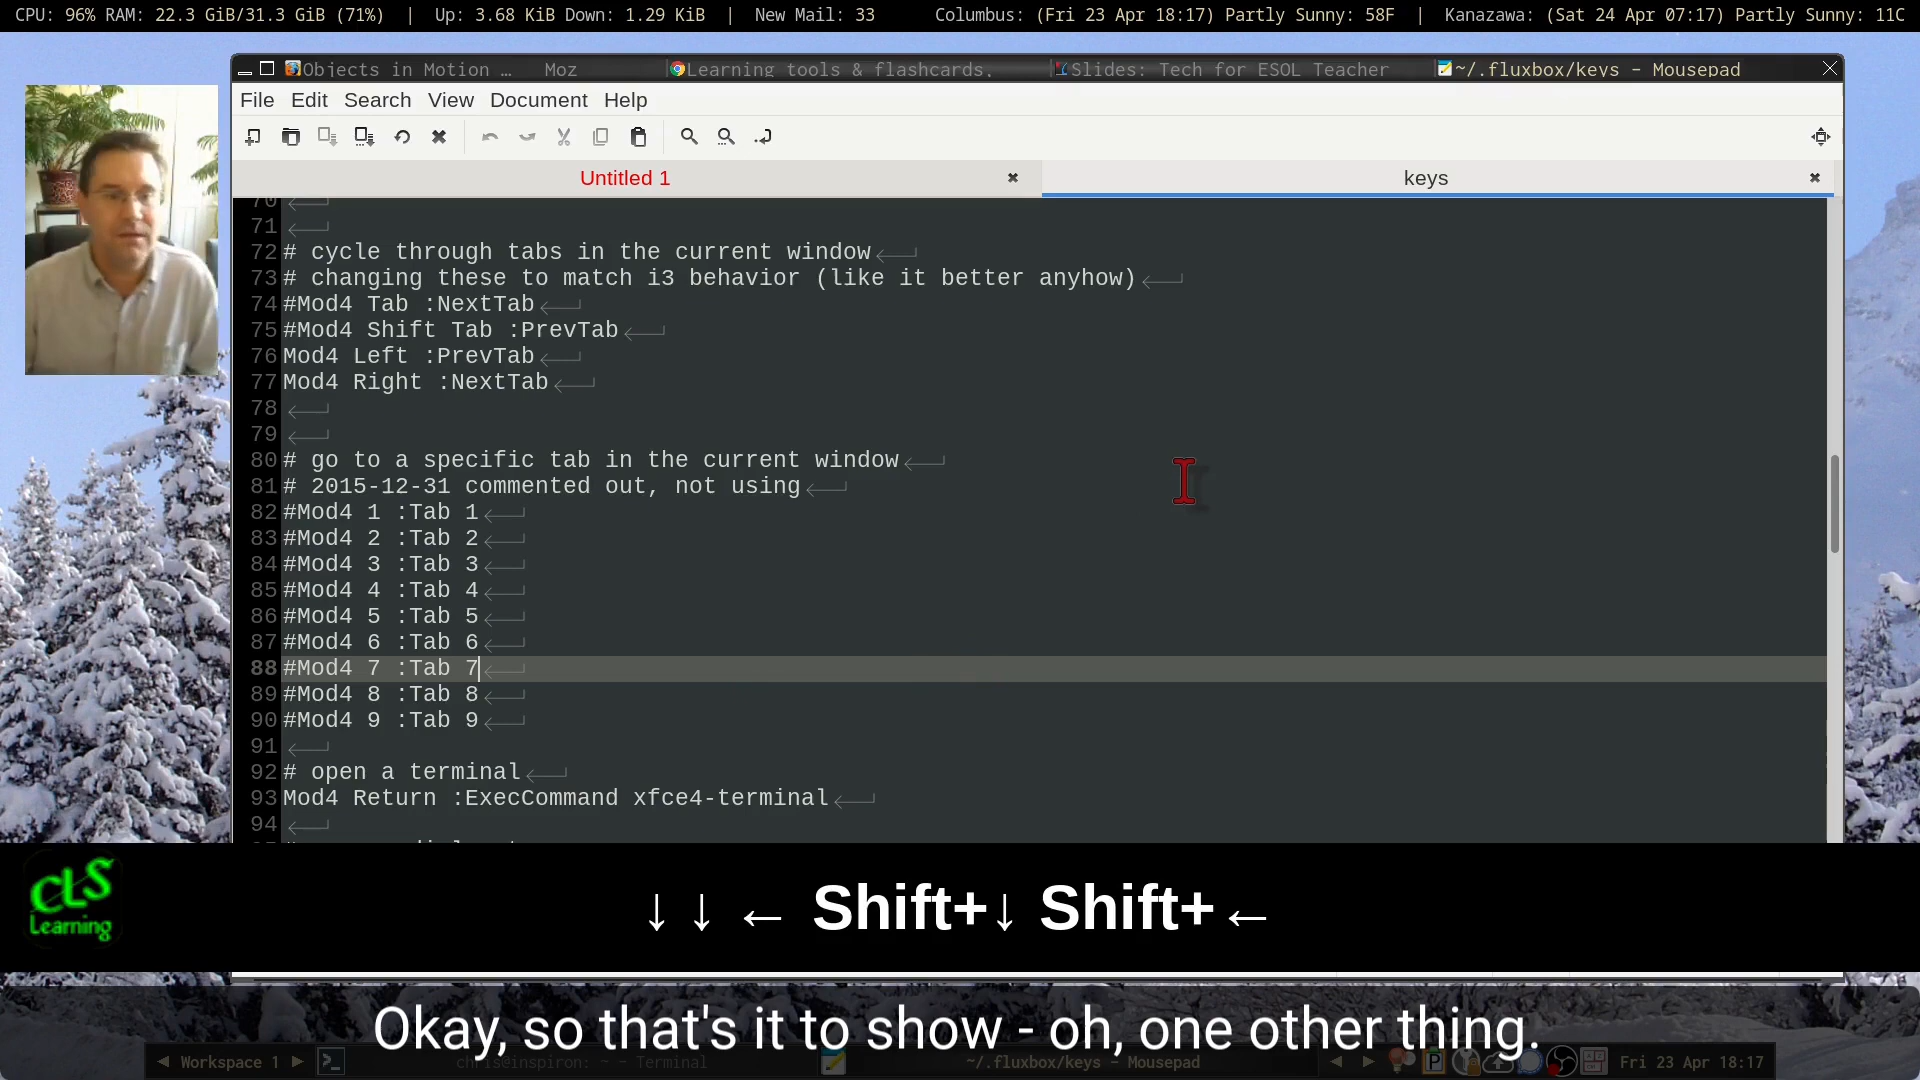 CPU: 96% RAM: 22.3 GiB/31.3 GiB (71%) | Up: 3.68 KiB Down: 1.29 KiB | New Mail: 33 Columbus: (Fri 23 Apr 18:17) Partly Sunny: 58F | Kanazawa: (Sat 24 Apr 07:17) Partly Sunny: 11C
Objects in Motion … Moz Learning tools & flashcards, Slides: Tech for ESOL Teacher ~/.fluxbox/keys - Mousepad
File Edit Search View Document Help
Untitled 1 keys
70
71
72 # cycle through tabs in the current window
73 # changing these to match i3 behavior (like it better anyhow)
74 #Mod4 Tab :NextTab
75 #Mod4 Shift Tab :PrevTab
76 Mod4 Left :PrevTab
77 Mod4 Right :NextTab
78
79
80 # go to a specific tab in the current window
81 # 2015-12-31 commented out, not using
82 #Mod4 1 :Tab 1
83 #Mod4 2 :Tab 2
84 #Mod4 3 :Tab 3
85 #Mod4 4 :Tab 4
86 #Mod4 5 :Tab 5
87 #Mod4 6 :Tab 6
88 #Mod4 7 :Tab 7
89 #Mod4 8 :Tab 8
90 #Mod4 9 :Tab 9
91
92 # open a terminal
93 Mod4 Return :ExecCommand xfce4-terminal
94
CLS
Learning
↓ ↓ ← Shift+↓ Shift+←
Okay, so that's it to show - oh, one other thing.
Workspace 1 chris@inspiron: ~ - Terminal ~/.fluxbox/keys - Mousepad P Fri 23 Apr 18:17